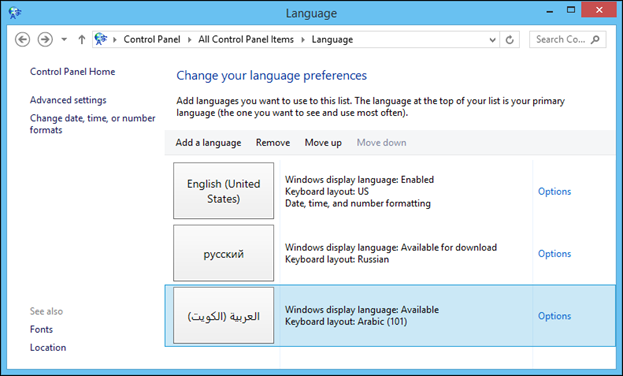 Language
Control Panel
All Control Panel Items
Language
Search Co...
Control Panel Home
Advanced settings
Change date, time, or number
formats
See also
Fonts
Location
Change your language preferences
Add languages you want to use to this list. The language at the top of your list is your primary
language (the one you want to see and use most often).
Add a language
Remove
Move up
Move down
English (United
States)
Windows display language: Enabled
Keyboard layout: US
Date, time, and number formatting
Options
русский
Windows display language: Available for download
Keyboard layout: Russian
Options
العربية (الكويت)
Windows display language: Available
Keyboard layout: Arabic (101)
Options